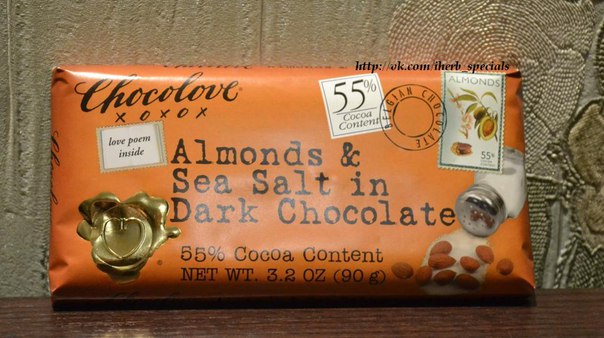 http://ok.com/iherb_specials
Chocolove
XOXOX
love poem
inside
55%
Cocoa
Content
BELGIAN CHOCOLATE
ALMONDS
55%
Almonds &
Sea Salt in
Dark Chocolate
55% Cocoa Content
NET WT. 3.2 OZ (90 g)